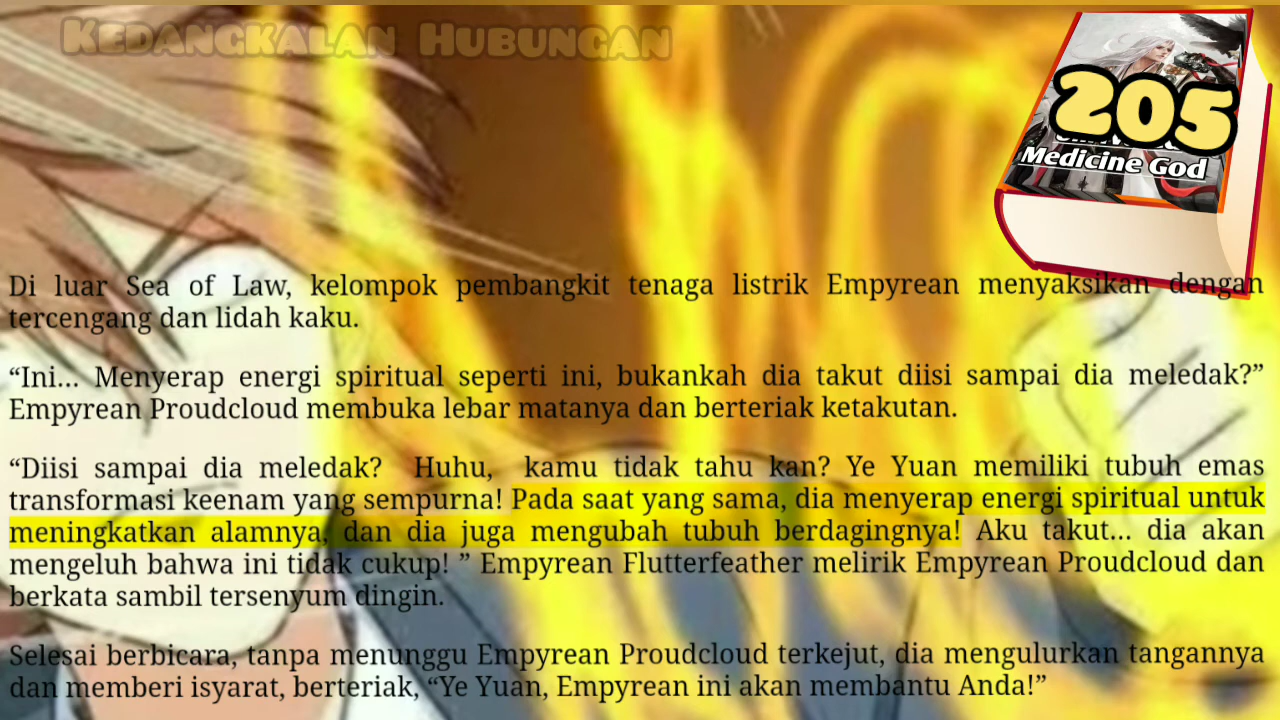 KEDANGKALAN HUBUNGAN
205
Medicine God
Di luar Sea of Law, kelompok pembangkit tenaga listrik Empyrean menyaksikan dengan
tercengang dan lidah kaku.
“Ini… Menyerap energi spiritual seperti ini, bukankah dia takut diisi sampai dia meledak?”
Empyrean Proudcloud membuka lebar matanya dan berteriak ketakutan.
“Diisi sampai dia meledak? Huhu, kamu tidak tahu kan? Ye Yuan memiliki tubuh emas
transformasi keenam yang sempurna! Pada saat yang sama, dia menyerap energi spiritual untuk
meningkatkan alamnya, dan dia juga mengubah tubuh berdagingnya! Aku takut… dia akan
mengeluh bahwa ini tidak cukup! ” Empyrean Flutterfeather melirik Empyrean Proudcloud dan
berkata sambil tersenyum dingin.
Selesai berbicara, tanpa menunggu Empyrean Proudcloud terkejut, dia mengulurkan tangannya
dan memberi isyarat, berteriak, “Ye Yuan, Empyrean ini akan membantu Anda!”